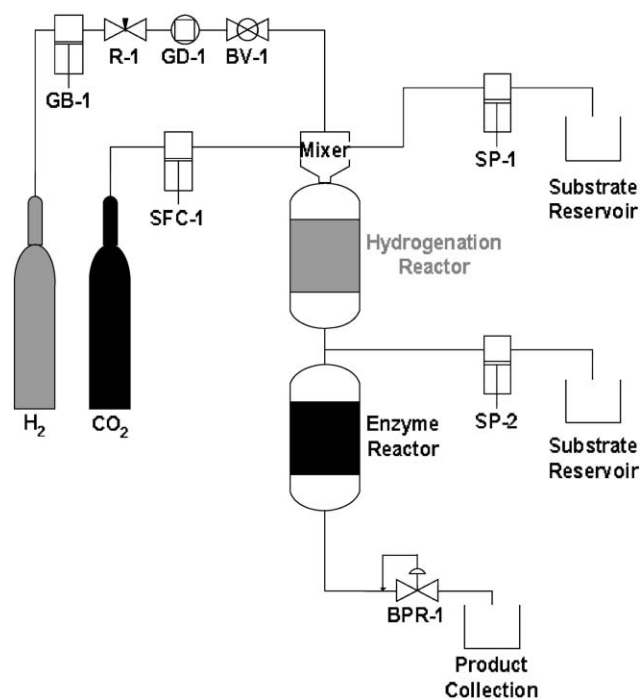 R-1
GD-1
BV-1
GB-1
Mixer
SP-1
Substrate
Reservoir
SFC-1
Hydrogenation
Reactor
H₂
CO₂
Enzyme
Reactor
SP-2
Substrate
Reservoir
BPR-1
Product
Collection